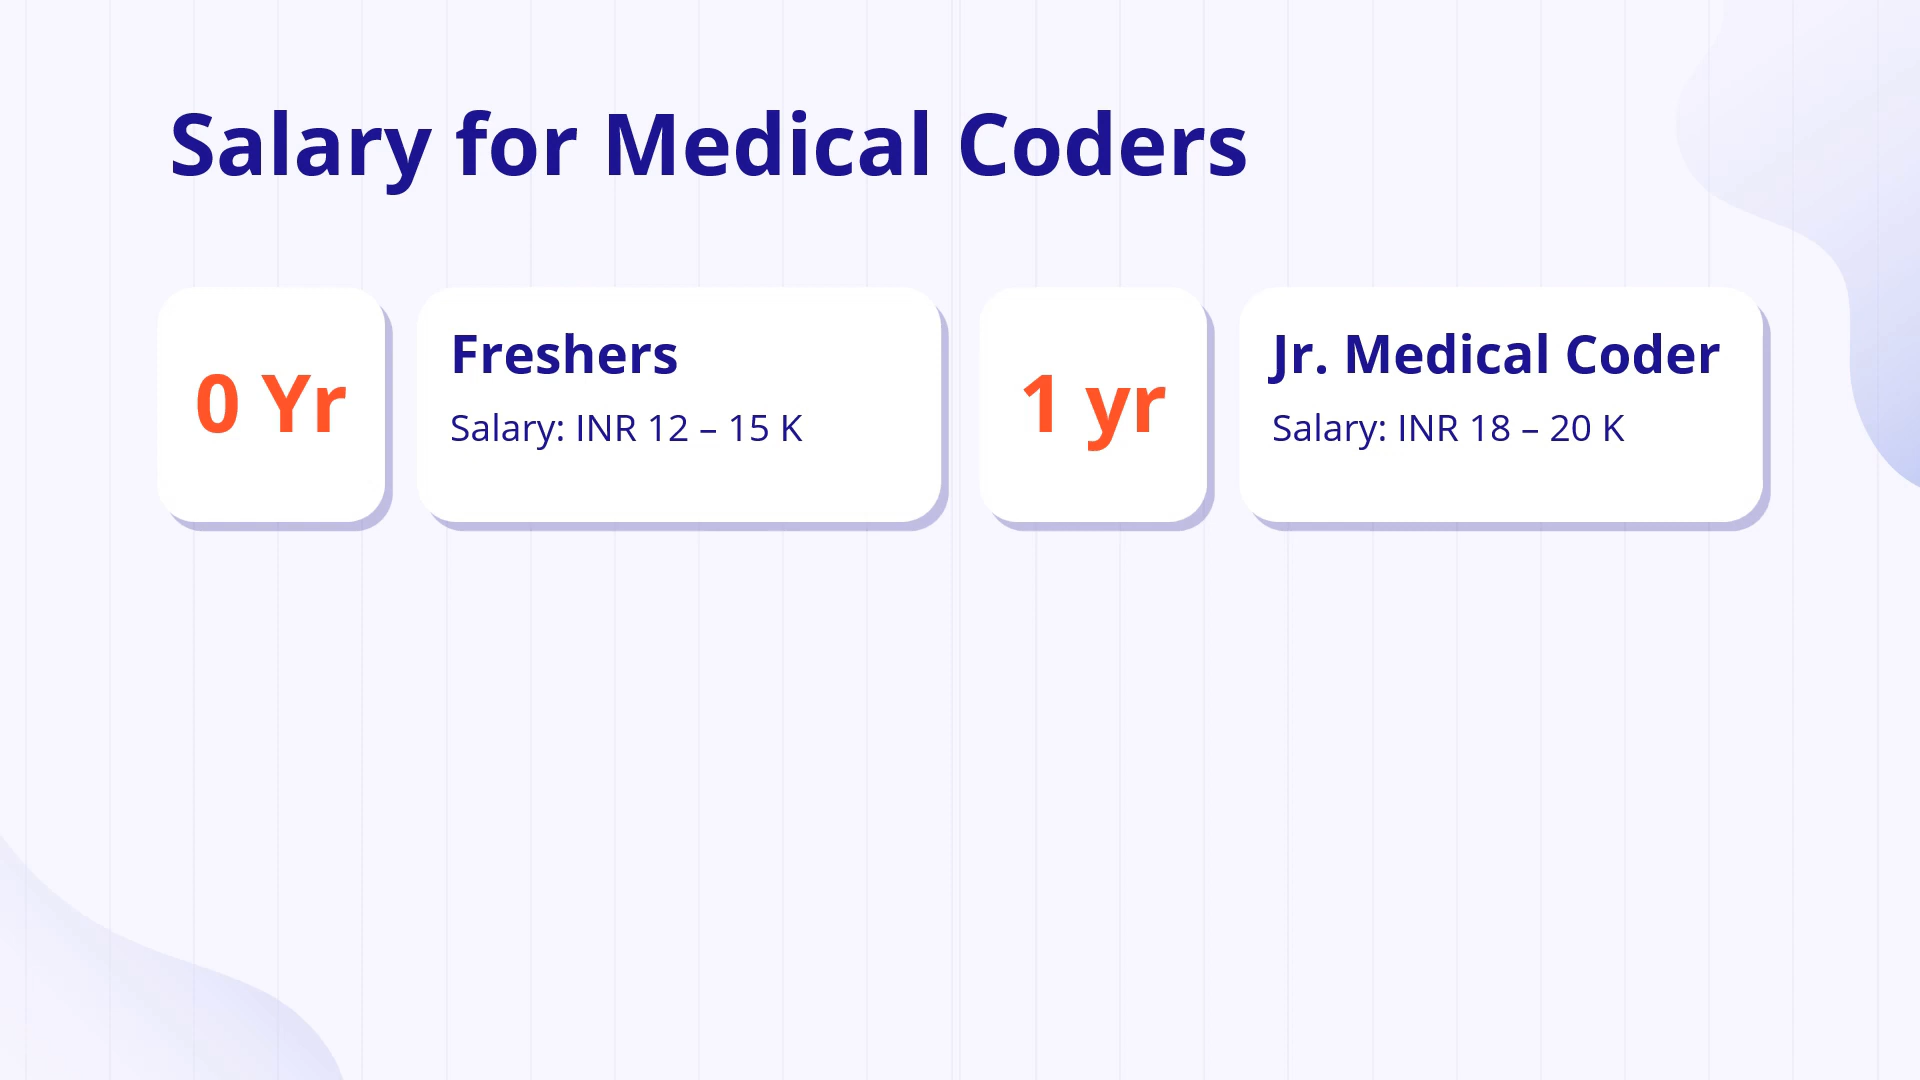 Salary for Medical Coders
0 Yr
Freshers
Salary: INR 12 – 15 K
1 yr
Jr. Medical Coder
Salary: INR 18 – 20 K